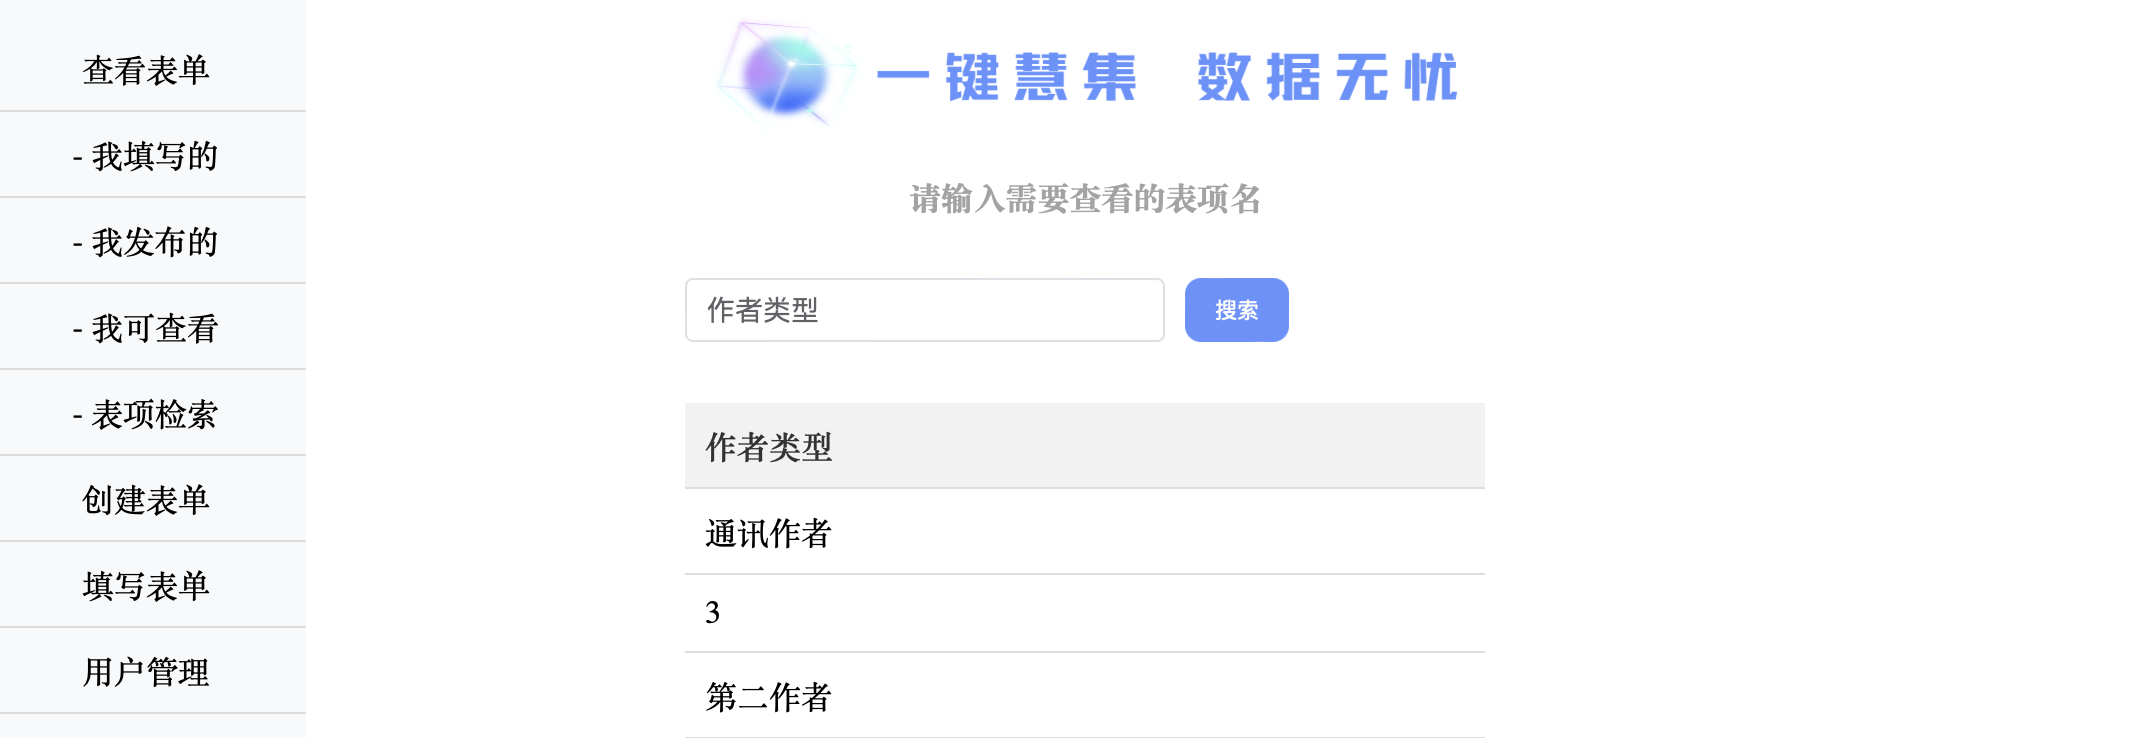 查看表单
- 我填写的
- 我发布的
- 我可查看
- 表项检索
创建表单
填写表单
用户管理
一键慧集 数据无忧
请输入需要查看的表项名
作者类型
搜索
作者类型
通讯作者
3
第二作者